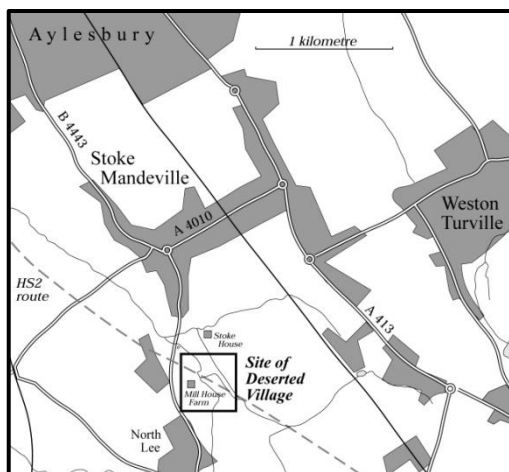 Aylesbury
1 kilometre
B 4443
Stoke
Mandeville
A 4010
Weston
Turville
HS2
route
A 413
Stoke
House
Site of
Deserted
Village
Mill House
Farm
North
Lee